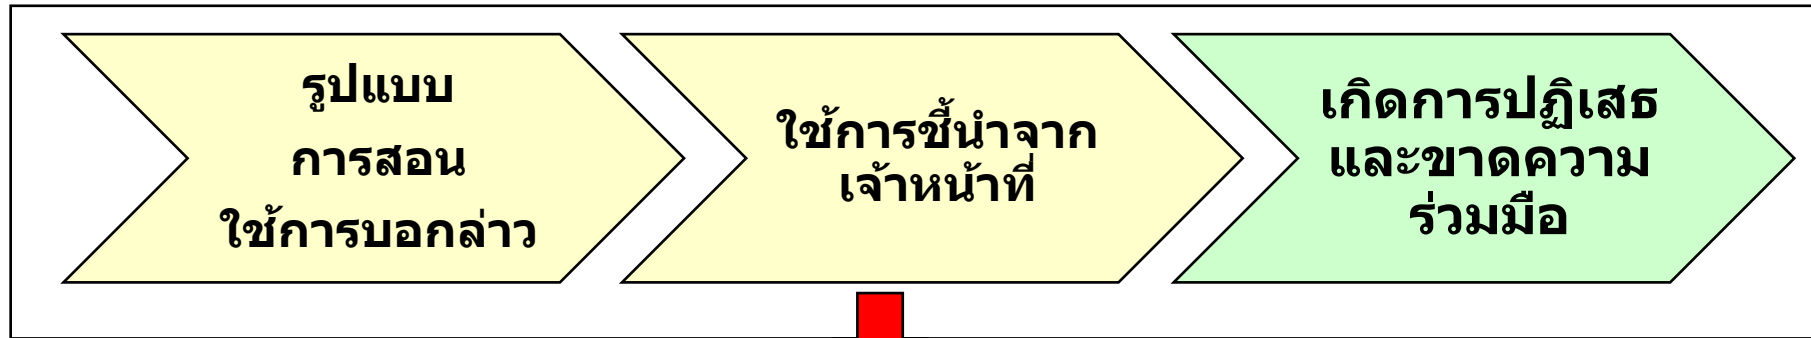 รูปแบบ
การสอน
ใช้การบอกล่าว
ใช้การชี้นำจาก
เจ้าหน้าที่
เกิดการปฏิเสธ
และขาดความ
ร่วมมือ